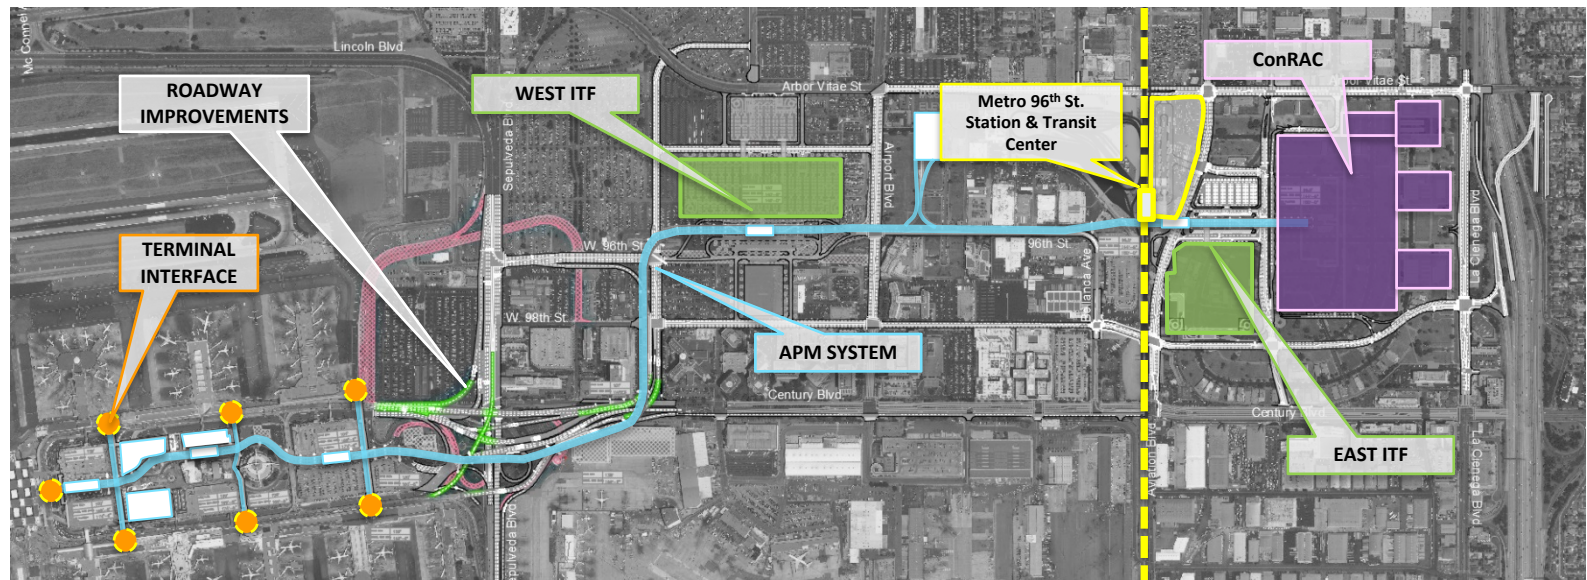 Mc Connell
Lincoln Blvd.
ROADWAY
IMPROVEMENTS
Sepulveda Blvd.
WEST ITF
Arbor Vitae St.
Airport Blvd.
Metro 96th St.
Station & Transit
Center
ConRAC
Arbor Vitae St.
TERMINAL
INTERFACE
W. 96th St.
W. 98th St.
96th St.
Bellanca Ave
La Cienega Blvd
APM SYSTEM
Century Blvd.
Century Blvd.
EAST ITF
Aviation Blvd.
La Cienega Blvd.
Sepulveda Blvd.